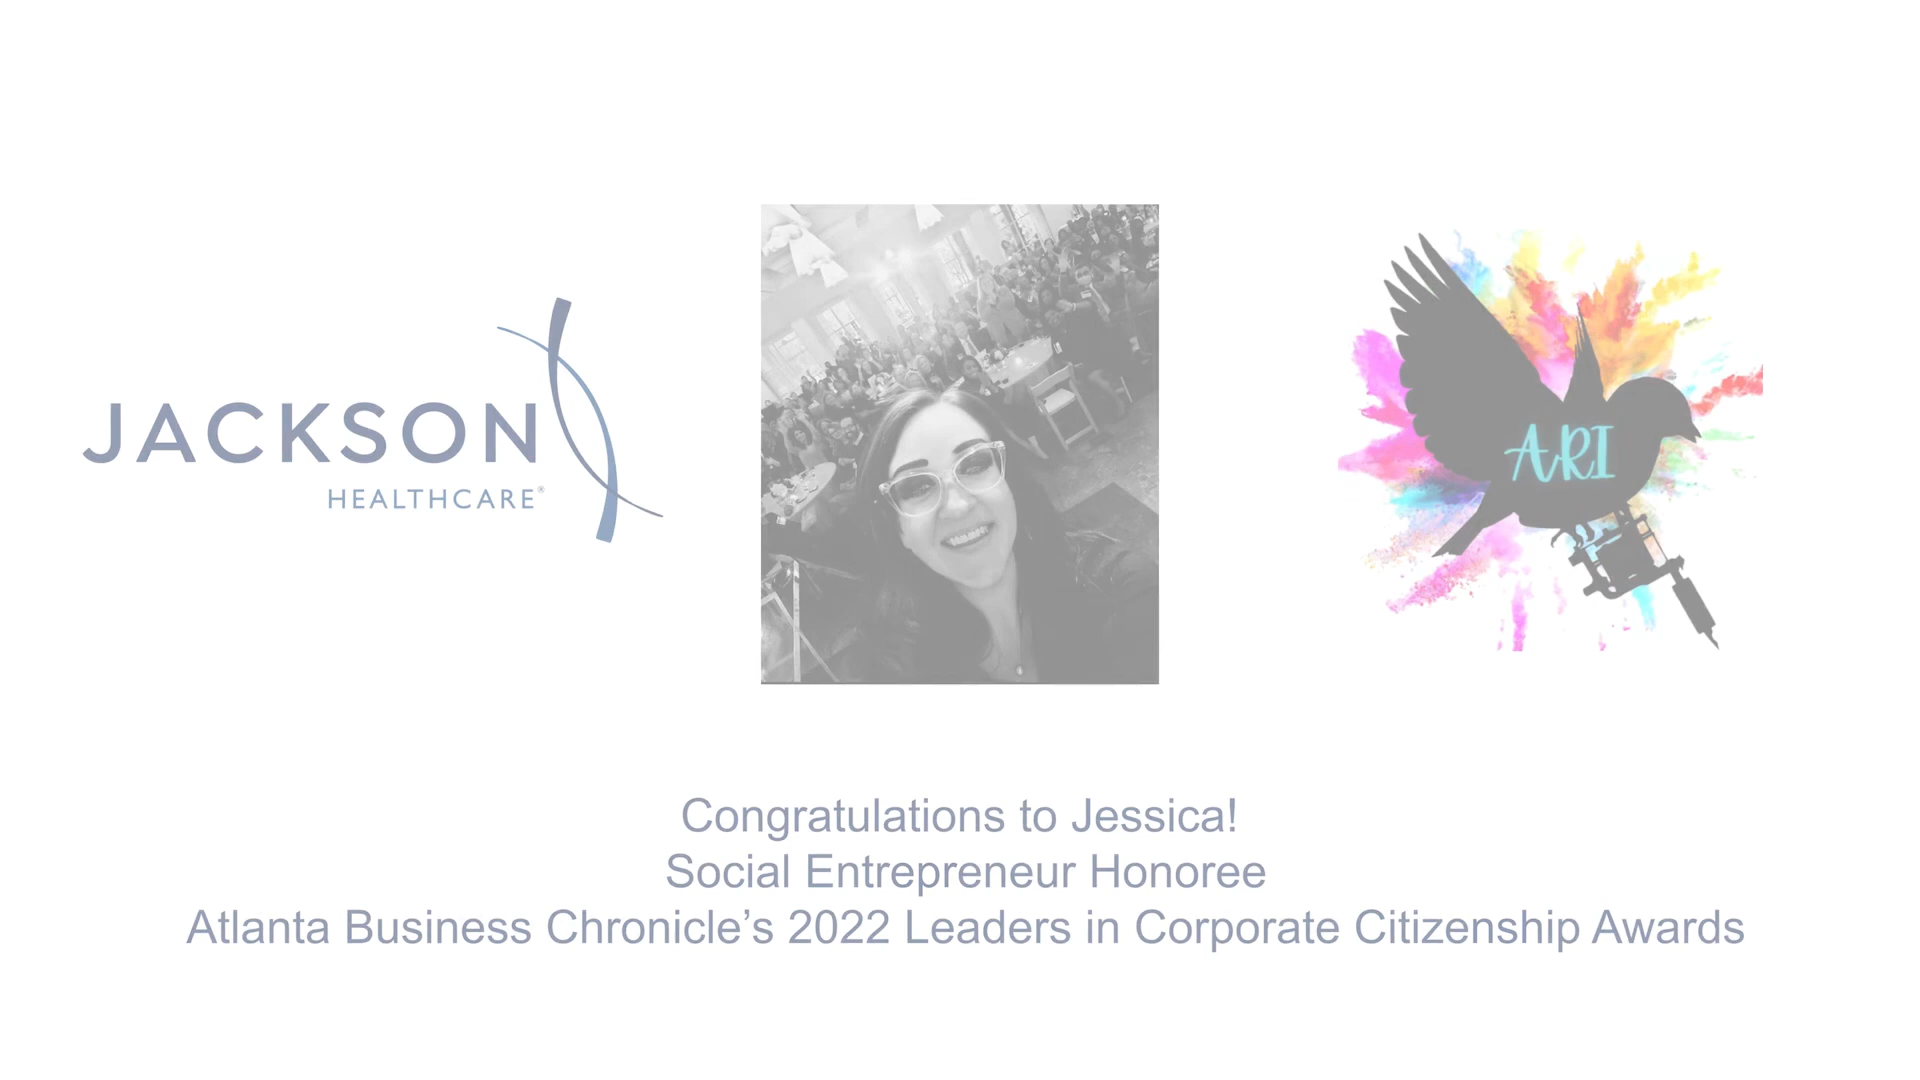 JACKSON
HEALTHCARE®
ARI
Congratulations to Jessica!
Social Entrepreneur Honoree
Atlanta Business Chronicle’s 2022 Leaders in Corporate Citizenship Awards